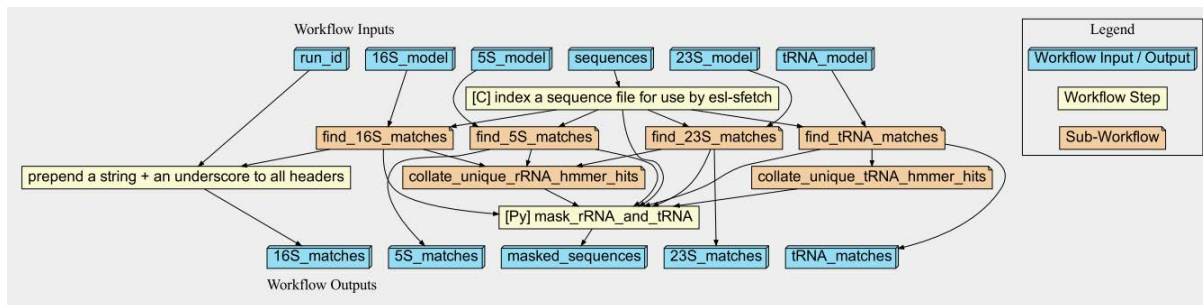 Workflow Inputs
Legend
run_id
16S_model
5S_model
sequences
23S_model
tRNA_model
Workflow Input / Output
[C] index a sequence file for use by esl-sfetch
Workflow Step
find_16S_matches
find_5S_matches
find_23S_matches
find_tRNA_matches
Sub-Workflow
prepend a string + an underscore to all headers
collate_unique_rRNA_hmmer_hits
collate_unique_tRNA_hmmer_hits
[Py] mask_rRNA_and_tRNA
16S_matches
5S_matches
masked_sequences
23S_matches
tRNA_matches
Workflow Outputs